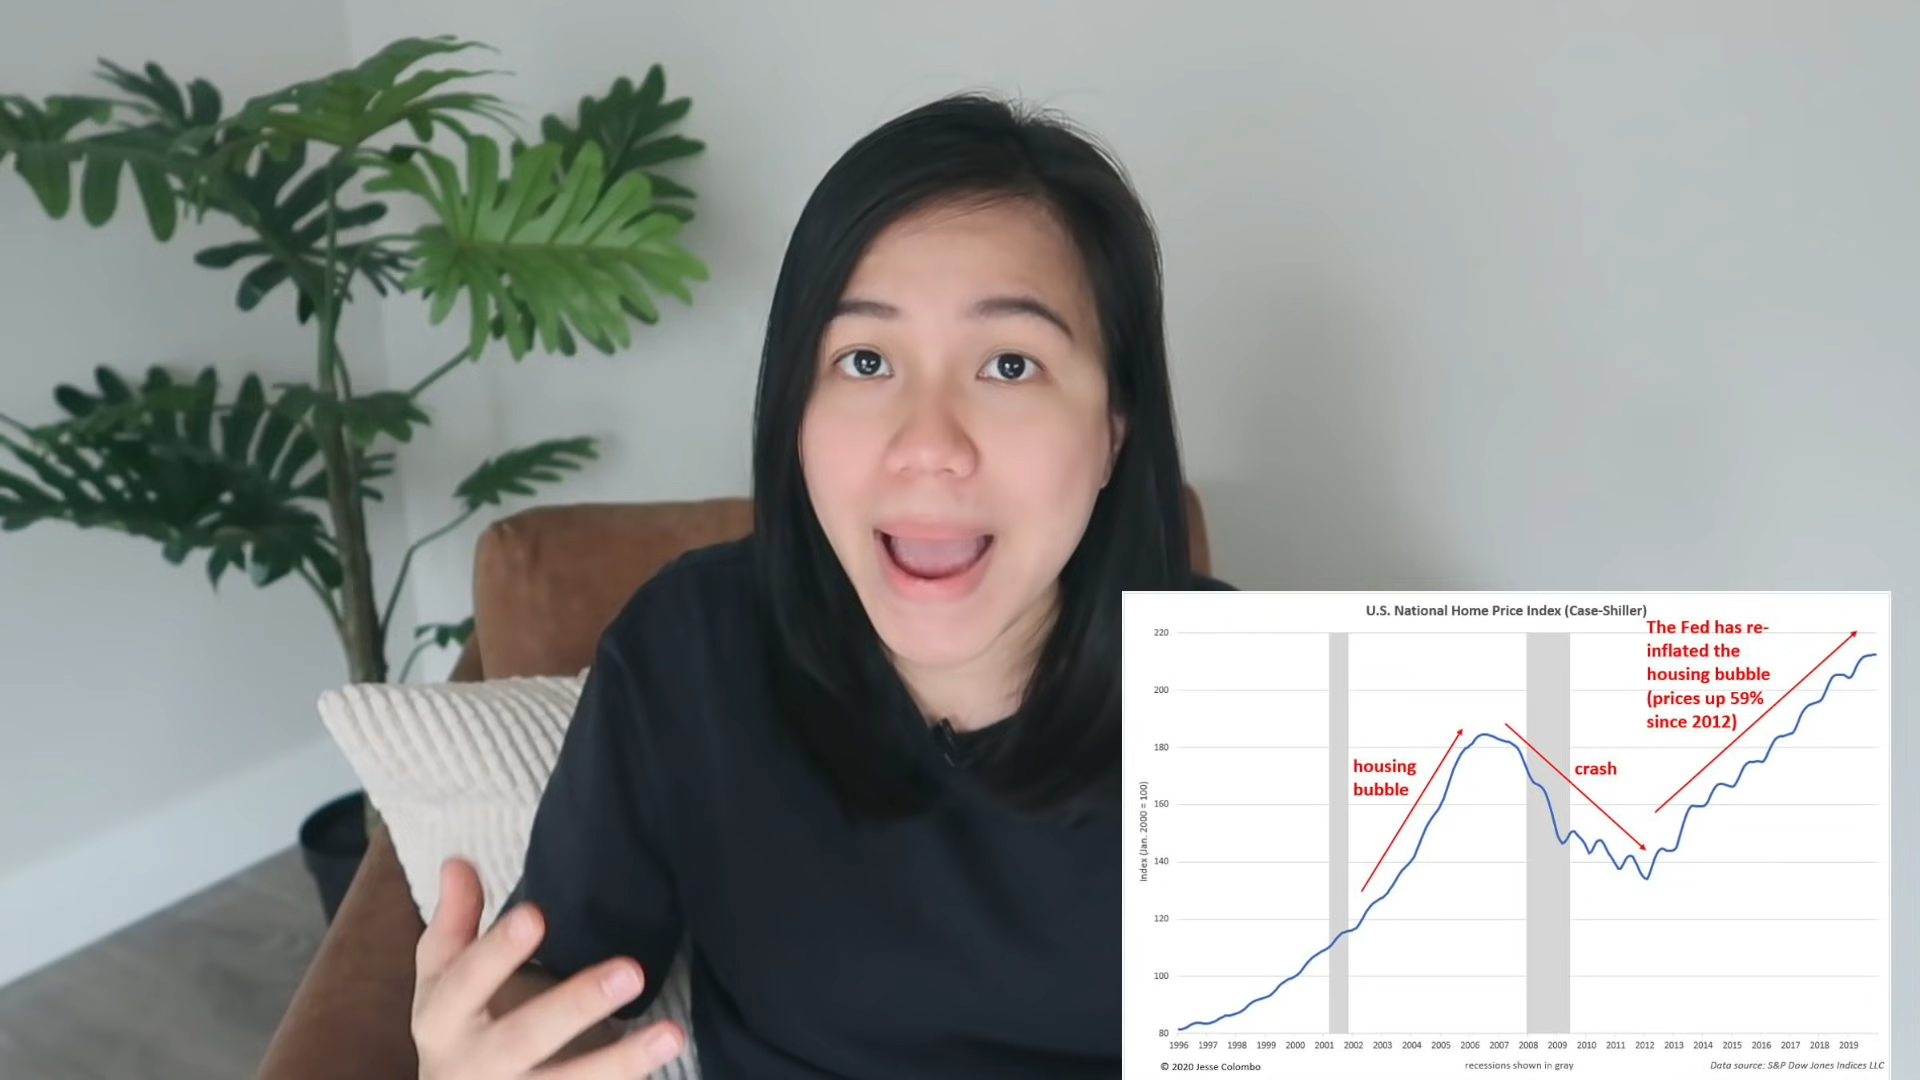 U.S. National Home Price Index (Case-Shiller)
The Fed has re-
inflated the
housing bubble
(prices up 59%
since 2012)
housing
bubble
crash
Index (Jan. 2000 = 100)
220
200
180
160
140
120
100
80
1996 1997 1998 1999 2000 2001 2002 2003 2004 2005 2006 2007 2008 2009 2010 2011 2012 2013 2014 2015 2016 2017 2018 2019
© 2020 Jesse Colombo
recessions shown in gray
Data source: S&P Dow Jones Indices LLC